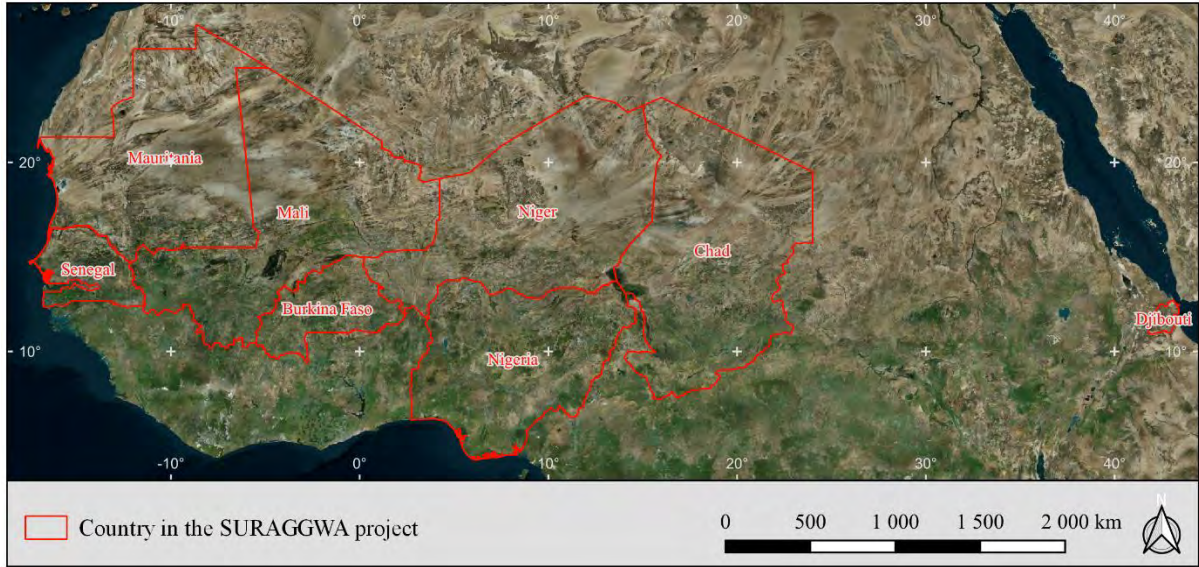 -10° 0° 10° 20° 30° 40°
20° Mauritania 20°
Mali Niger
Chad
Senegal
Burkina Faso Djibouti
10° Nigeria 10°
-10° 0° 10° 20° 30° 40°
Country in the SURAGGWA project
0 500 1 000 1 500 2 000 km
N